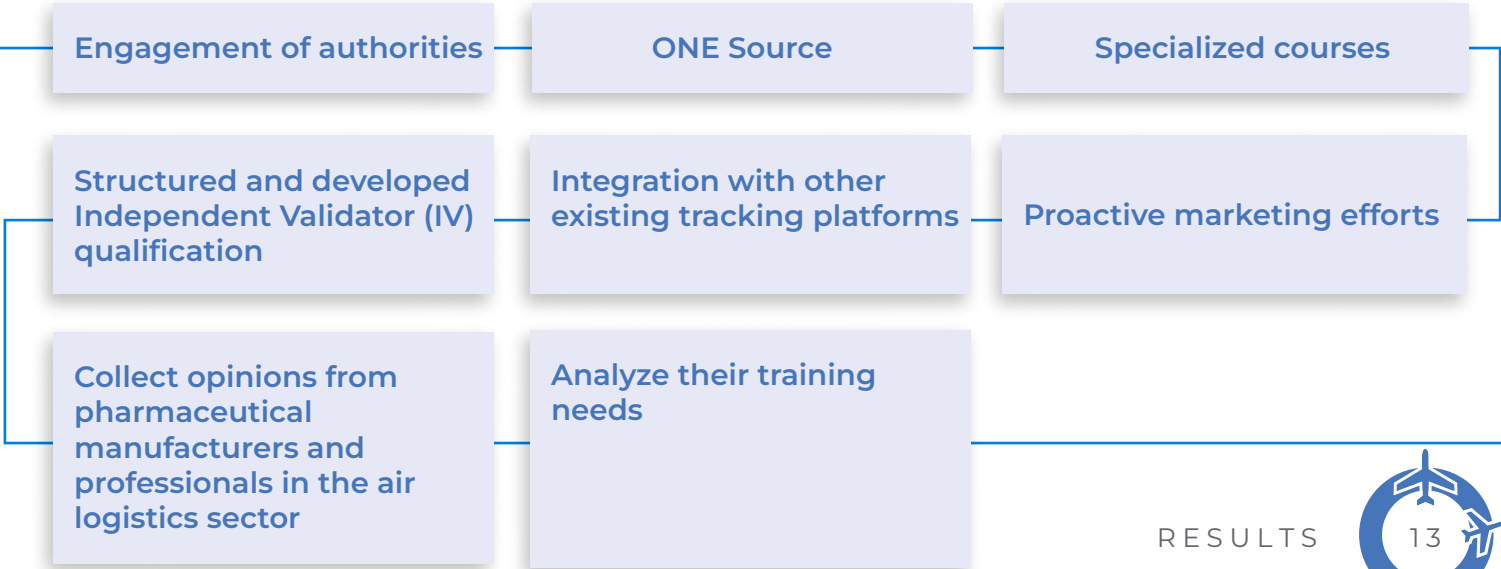 Engagement of authorities
ONE Source
Specialized courses
Structured and developed
Independent Validator (IV)
qualification
Integration with other
existing tracking platforms
Proactive marketing efforts
Collect opinions from
pharmaceutical
manufacturers and
professionals in the air
logistics sector
Analyze their training
needs
RESULTS
13